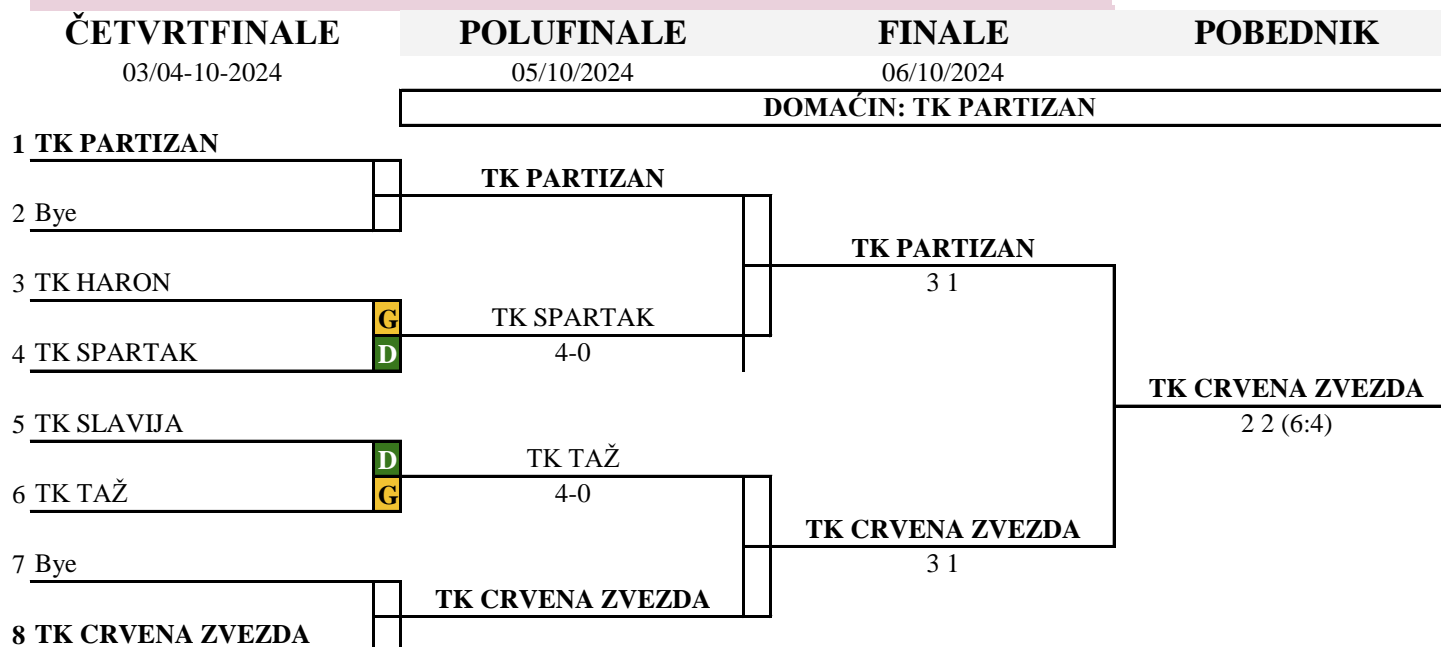 ČETVRTFINALE POLUFINALE FINALE POBEDNIK
03/04-10-2024 05/10/2024 06/10/2024
DOMAĆIN: TK PARTIZAN
1 TK PARTIZAN
TK PARTIZAN
2 Bye
TK PARTIZAN
3 TK HARON 3 1
G TK SPARTAK
4 TK SPARTAK D 4-0
TK CRVENA ZVEZDA
5 TK SLAVIJA 2 2 (6:4)
D TK TAŽ
6 TK TAŽ G 4-0
TK CRVENA ZVEZDA
7 Bye 3 1
TK CRVENA ZVEZDA
8 TK CRVENA ZVEZDA